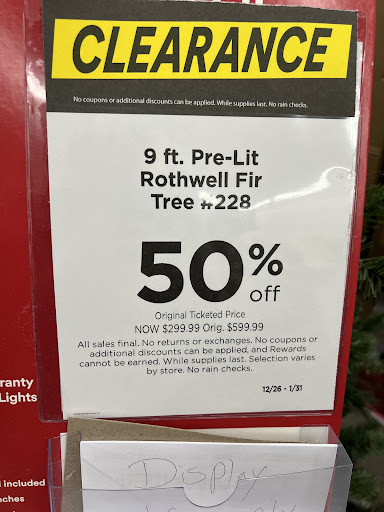 CLEARANCE
No coupons or additional discounts can be applied. While supplies last. No rain checks.
9 ft. Pre-Lit
Rothwell Fir
Tree #228
50% off
Original Ticketed Price
NOW $299.99 Orig. $599.99
All sales final. No returns or exchanges. No coupons or
additional discounts can be applied, and Rewards
cannot be earned. While supplies last. Selection varies
by store. No rain checks.
12/26 - 1/31
ranty
Lights
Display
included
nches